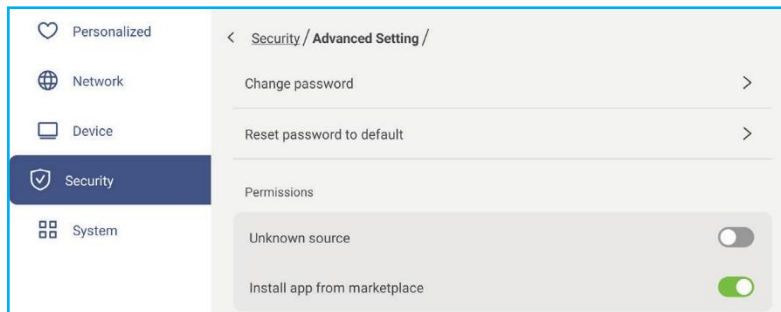 Personalized
Network
Device
Security
System
Security / Advanced Setting /
Change password
Reset password to default
Permissions
Unknown source
Install app from marketplace